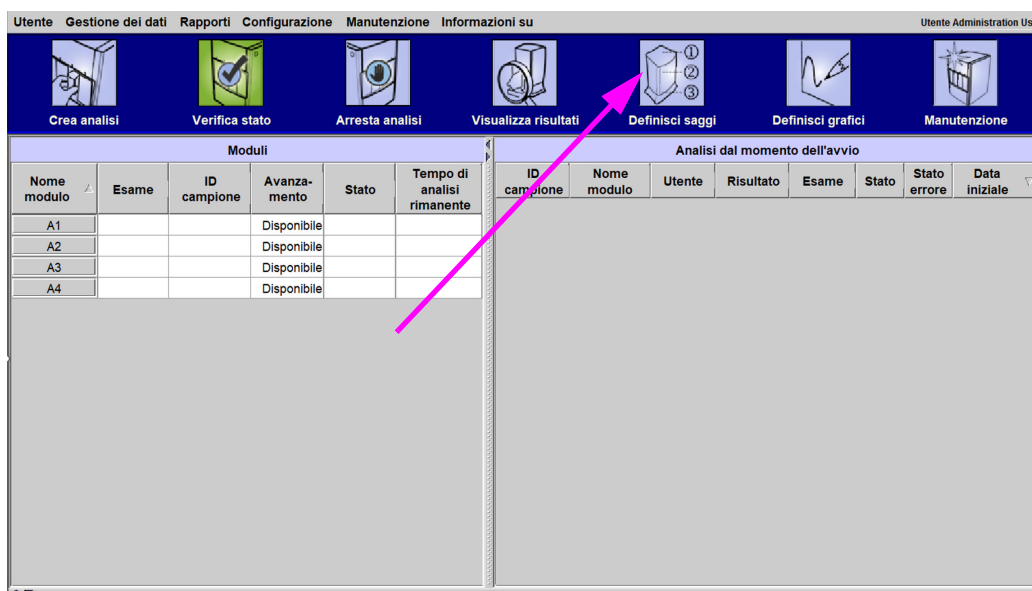 Utente Gestione dei dati Rapporti Configurazione Manutenzione Informazioni su
Utente Administration Us
1
2
3
Crea analisi Verifica stato Arresta analisi Visualizza risultati Definisci saggi Definisci grafici Manutenzione
Moduli
Nome modulo Esame ID campione Avanza-mento Stato Tempo di analisi rimanente
A1 Disponibile
A2 Disponibile
A3 Disponibile
A4 Disponibile
Analisi dal momento dell'avvio
ID campione Nome modulo Utente Risultato Esame Stato Stato errore Data iniziale